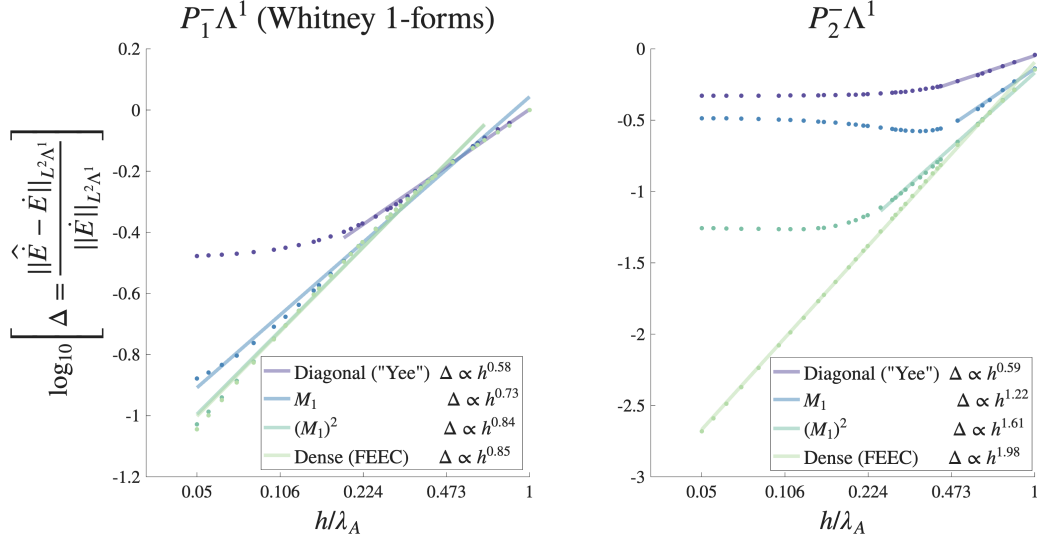 P₁⁻Λ¹ (Whitney 1-forms)
log₁₀ [ Δ = ||\hat{Ė} − Ė||_{L²Λ¹} / ||Ė||_{L²Λ¹} ]
0.2
0
-0.2
-0.4
-0.6
-0.8
-1
-1.2
Diagonal ("Yee") Δ ∝ h^{0.58}
M₁ Δ ∝ h^{0.73}
(M₁)² Δ ∝ h^{0.84}
Dense (FEEC) Δ ∝ h^{0.85}
0.05 0.106 0.224 0.473 1
h/λ_A
P₂⁻Λ¹
0
-0.5
-1
-1.5
-2
-2.5
-3
Diagonal ("Yee") Δ ∝ h^{0.59}
M₁ Δ ∝ h^{1.22}
(M₁)² Δ ∝ h^{1.61}
Dense (FEEC) Δ ∝ h^{1.98}
0.05 0.106 0.224 0.473 1
h/λ_A